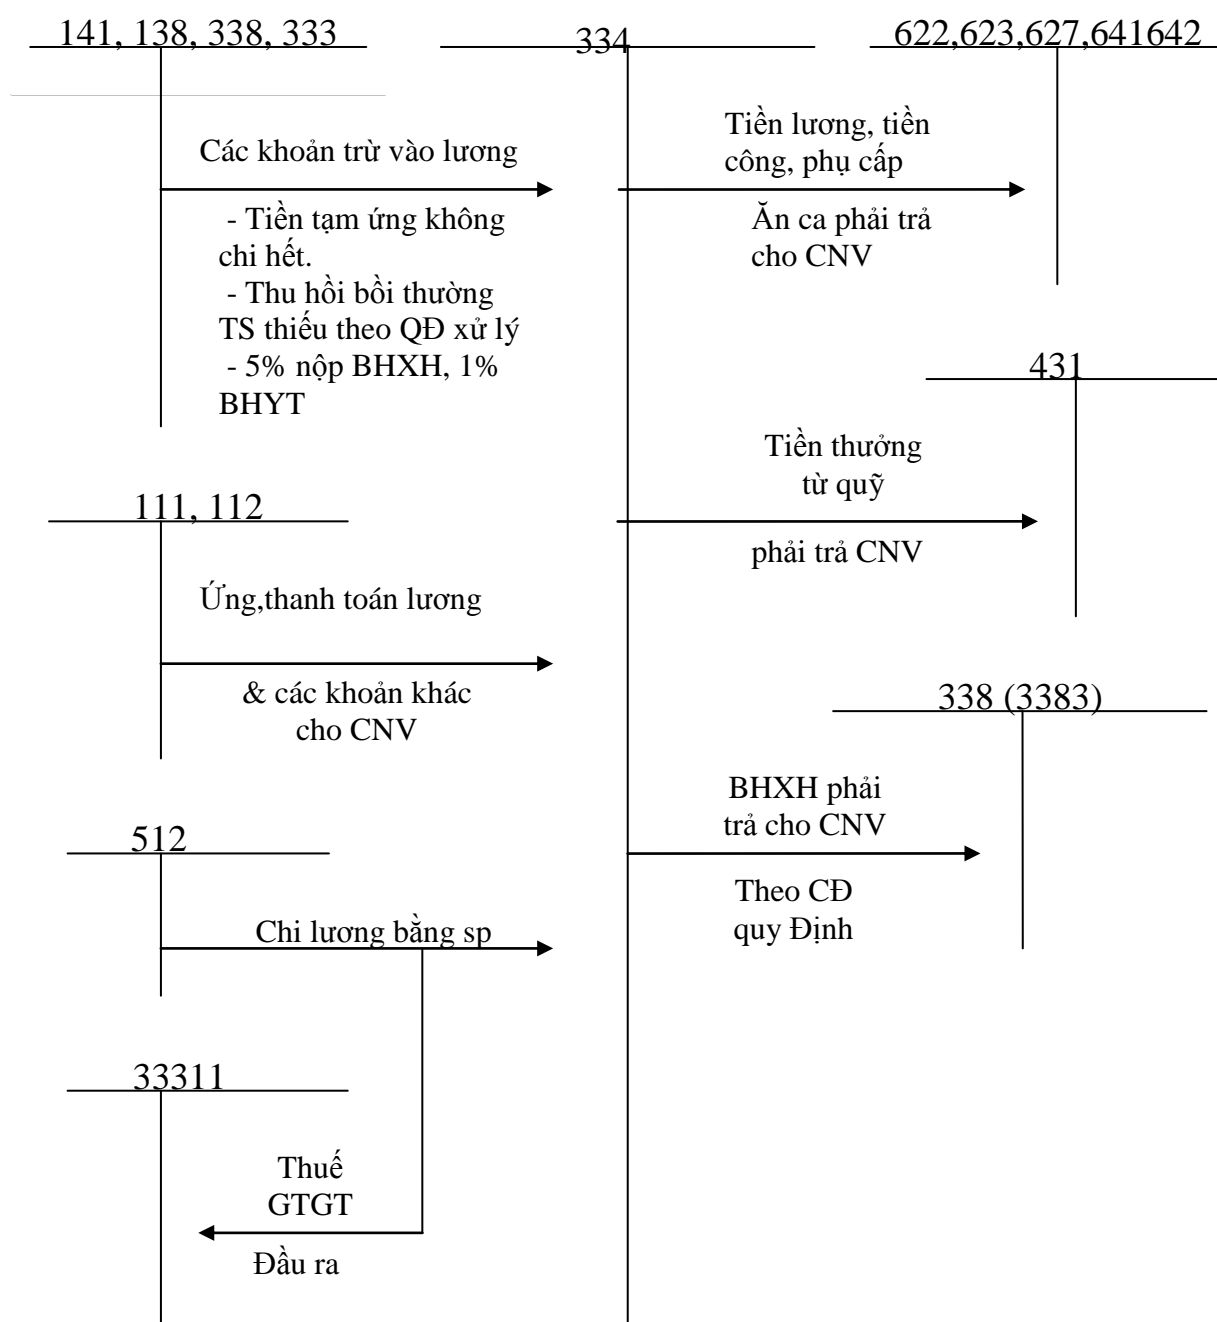 141, 138, 338, 333
334
622,623,627,641642
Các khoản trừ vào lương
- Tiền tạm ứng không
chi hết.
- Thu hồi bồi thường
TS thiếu theo QĐ xử lý
- 5% nộp BHXH, 1%
BHYT
Tiền lương, tiền
công, phụ cấp
Ăn ca phải trả
cho CNV
431
Tiền thưởng
từ quỹ
phải trả CNV
111, 112
Ứng,thanh toán lương
& các khoản khác
cho CNV
338 (3383)
BHXH phải
trả cho CNV
Theo CĐ
quy Định
512
Chi lương bằng sp
33311
Thuế
GTGT
Đầu ra